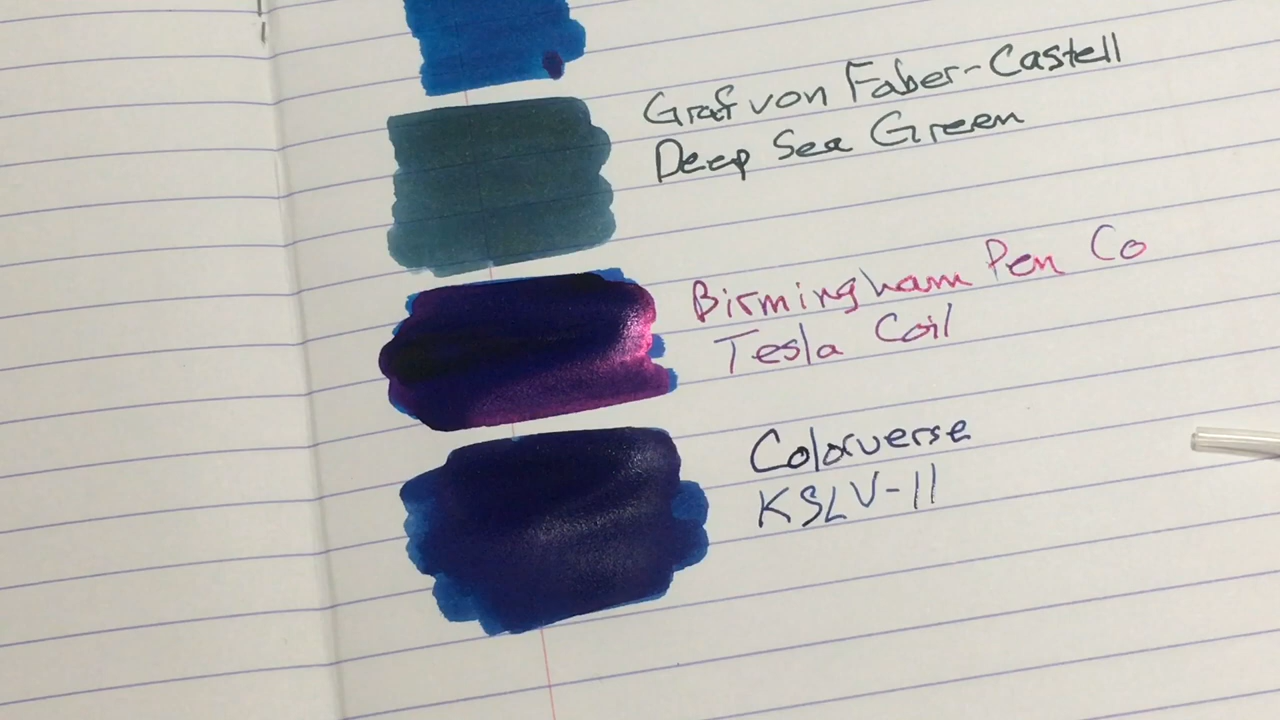 Graf von Faber-Castell
Deep Sea Green
Birmingham Pen Co
Tesla Coil
Colorverse
KSLV-II